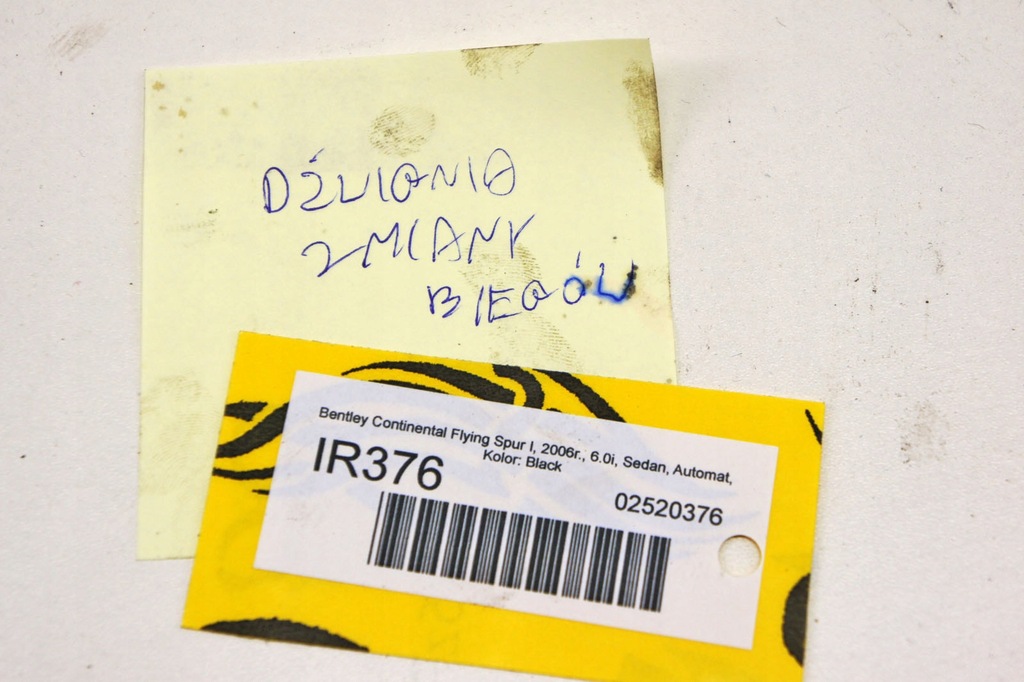 DŹWIGNIA
ZMIANY
BIEGÓW
Bentley Continental Flying Spur I, 2006r., 6.0i, Sedan, Automat,
Kolor: Black
IR376
02520376